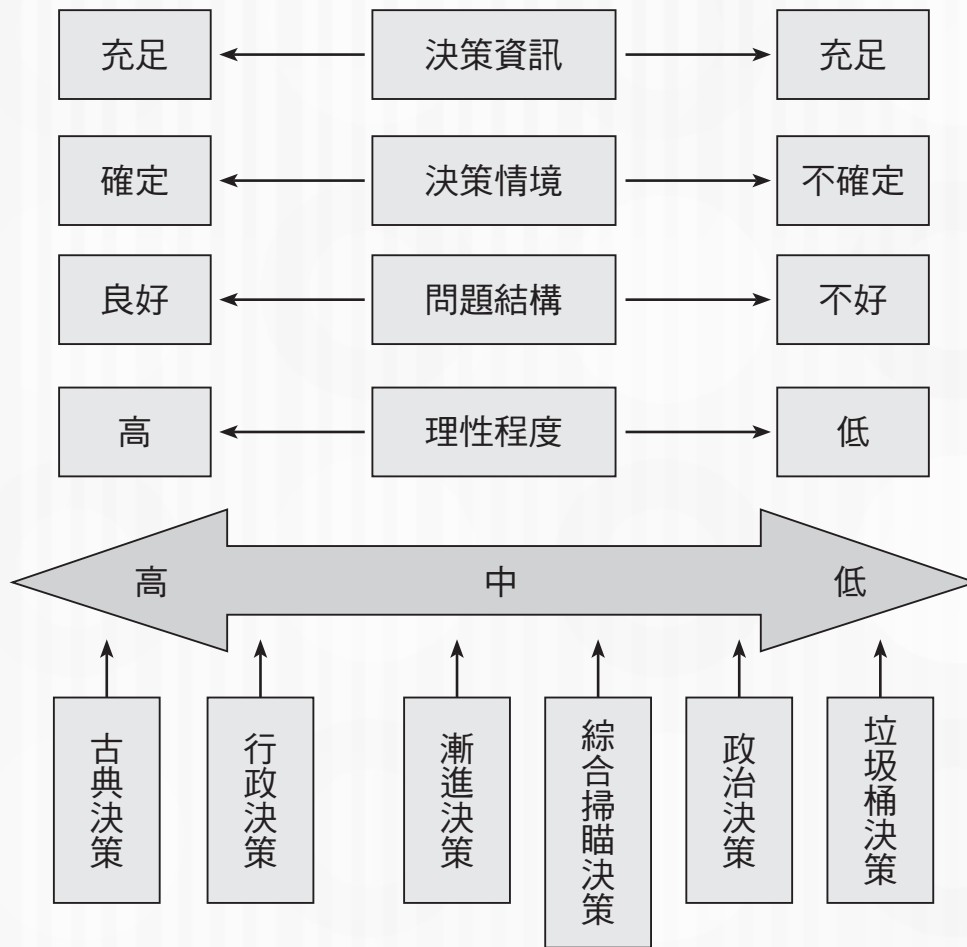 充足 決策資訊 充足
確定 決策情境 不確定
良好 問題結構 不好
高 理性程度 低
高 中 低
古典決策
行政決策
漸進決策
綜合掃瞄決策
政治決策
垃圾桶決策